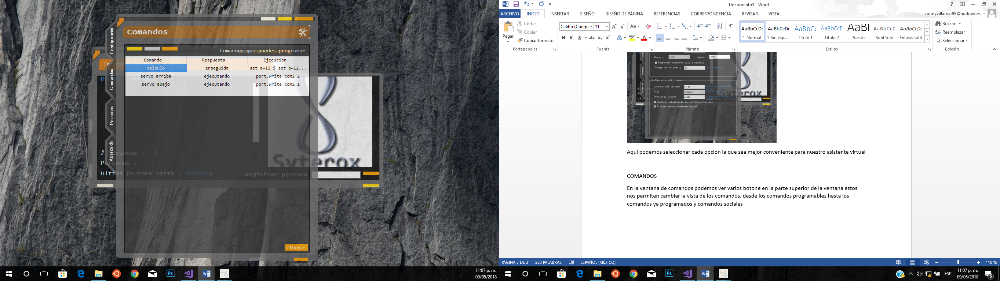 Comandos
Configuració
Comandos
Personas
Acerca de
Comandos que puedes programar
Comando Respuesta Ejecucion
calculo enseguida set a=12 $ set b=12...
servo arriba ejecutando port.write com2,2
servo abajo ejecutando port.write com2,1
# Personas : 0
Personas :
Ultima persona vista : Nothing
Registrar persona
Syterox
Eliminar
11:07 p. m.
09/05/2018
Documento3 - Word
ARCHIVO INICIO INSERTAR DISEÑO DISEÑO DE PÁGINA REFERENCIAS CORRESPONDENCIA REVISAR VISTA
ronnyvillamar99@outlook.es
Pegar
Cortar
Copiar
Copiar formato
Portapapeles
Calibri (Cuerpo 11
N K S abc x₂ x²
Fuente
Párrafo
AaBbCcDc AaBbCcDc AaBbCc AaBbCcD AaBl AaBbCcD AaBbCcDc
¶ Normal ¶ Sin espa... Título 1 Título 2 Puesto Subtítulo Énfasis sutil
Estilos
Buscar
Reemplazar
Seleccionar
Edición
Usuario ronny Apodo señor
Responder comandos solo a usuario
Tiempo de respuesta 50 (milisegundos)
Configuracion del sistema
Cultura del sistema es-es
País Ecuador
Provincia-Ciudad quito
Mantener minimizada la ventana principal
Activar reconocimiento facial
Aquí podemos seleccionar cada opción la que sea mejor conveniente para nuestro asistente virtual
COMANDOS
En la ventana de comandos podemos ver varios botone en la parte superior de la ventana estos
nos permiten cambiar la vista de los comandos, desde los comandos programables hasta los
comandos ya programados y comandos sociales
PÁGINA 3 DE 3 253 PALABRAS ESPAÑOL (MÉXICO) 110 %
ESP
11:07 p. m.
09/05/2018
6